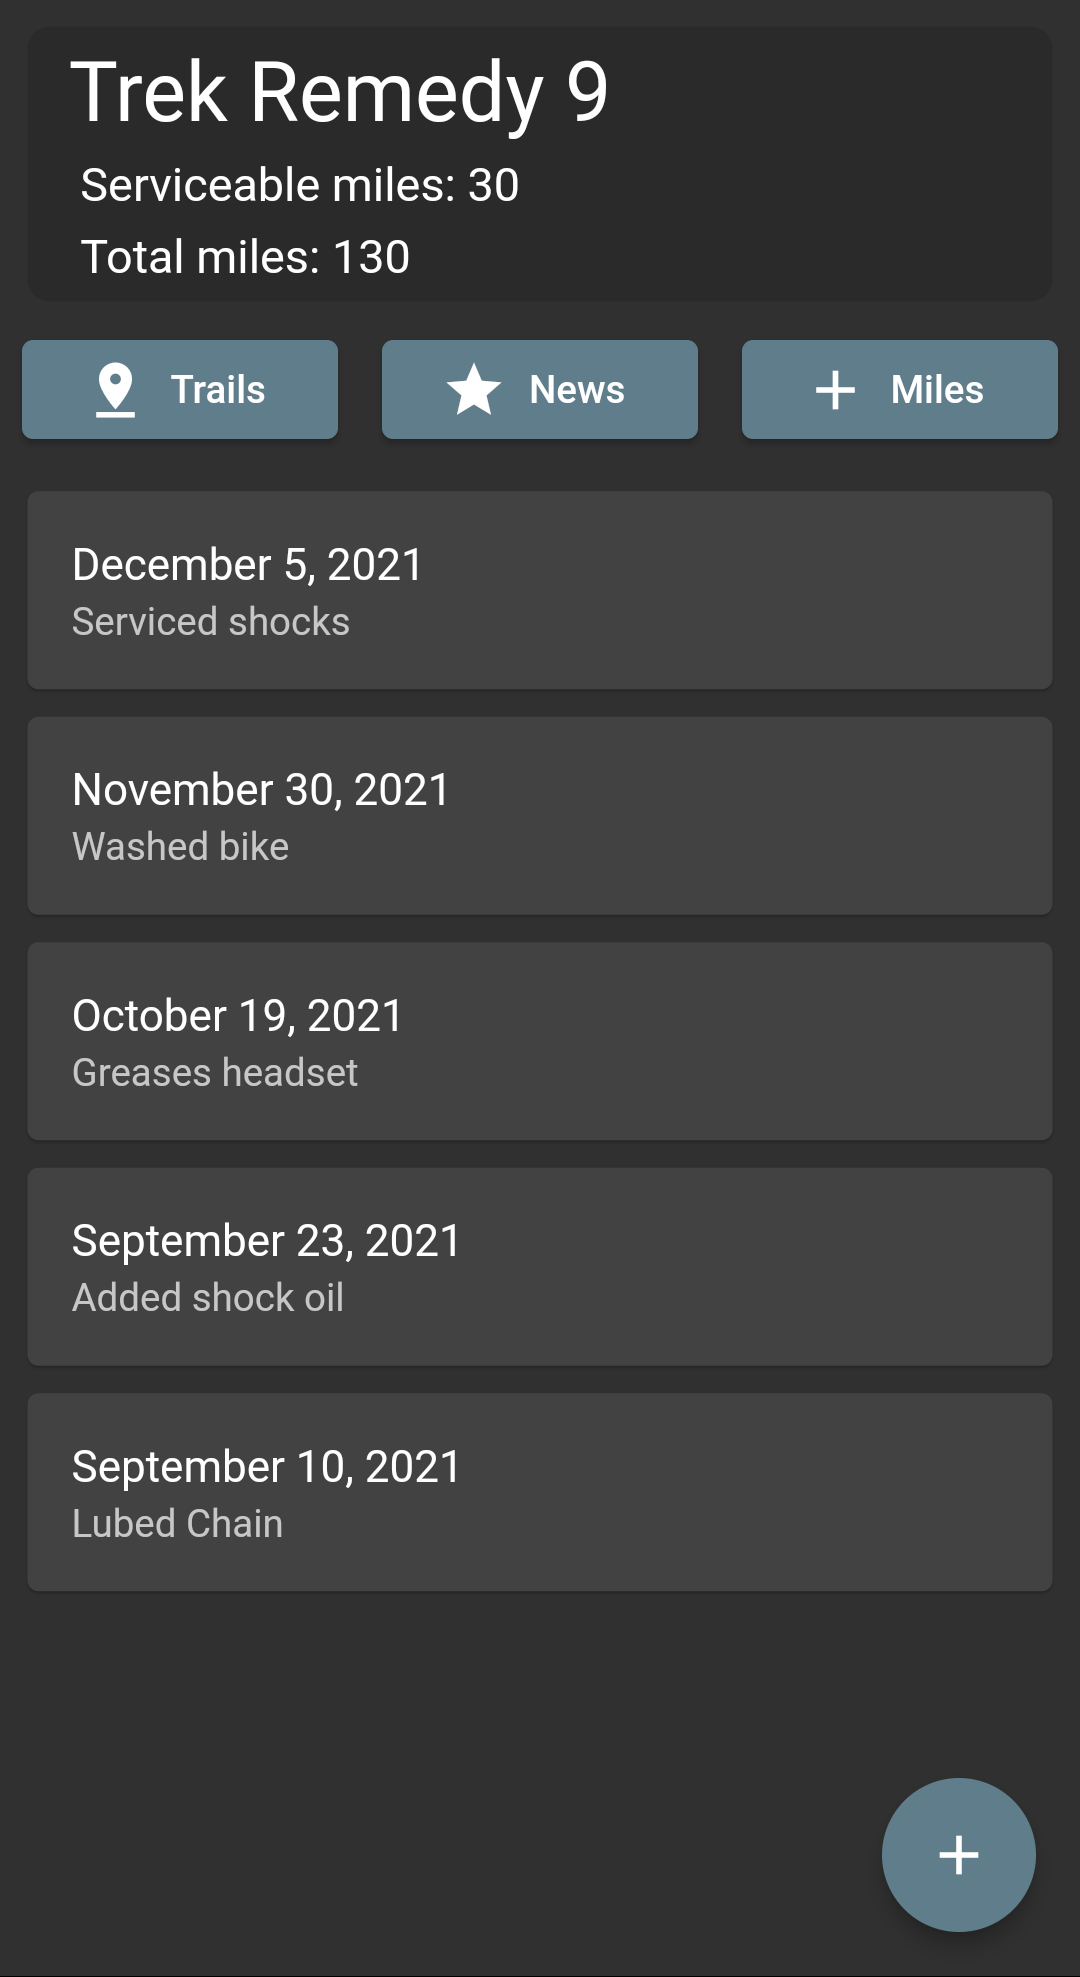 Trek Remedy 9
Serviceable miles: 30
Total miles: 130
Trails
News
Miles
December 5, 2021
Serviced shocks
November 30, 2021
Washed bike
October 19, 2021
Greases headset
September 23, 2021
Added shock oil
September 10, 2021
Lubed Chain